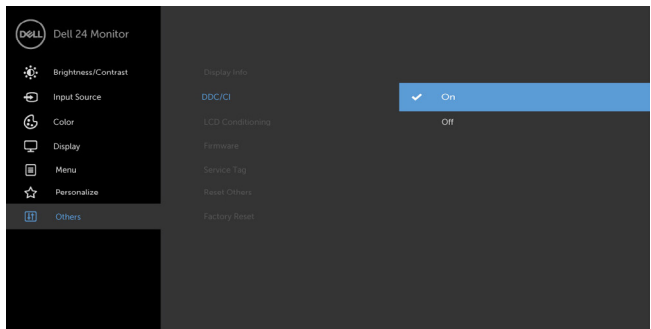 DELL Dell 24 Monitor
Brightness/Contrast Display Info
Input Source DDC/CI On
Color LCD Conditioning Off
Display Firmware
Menu Service Tag
Personalize Reset Others
Others Factory Reset